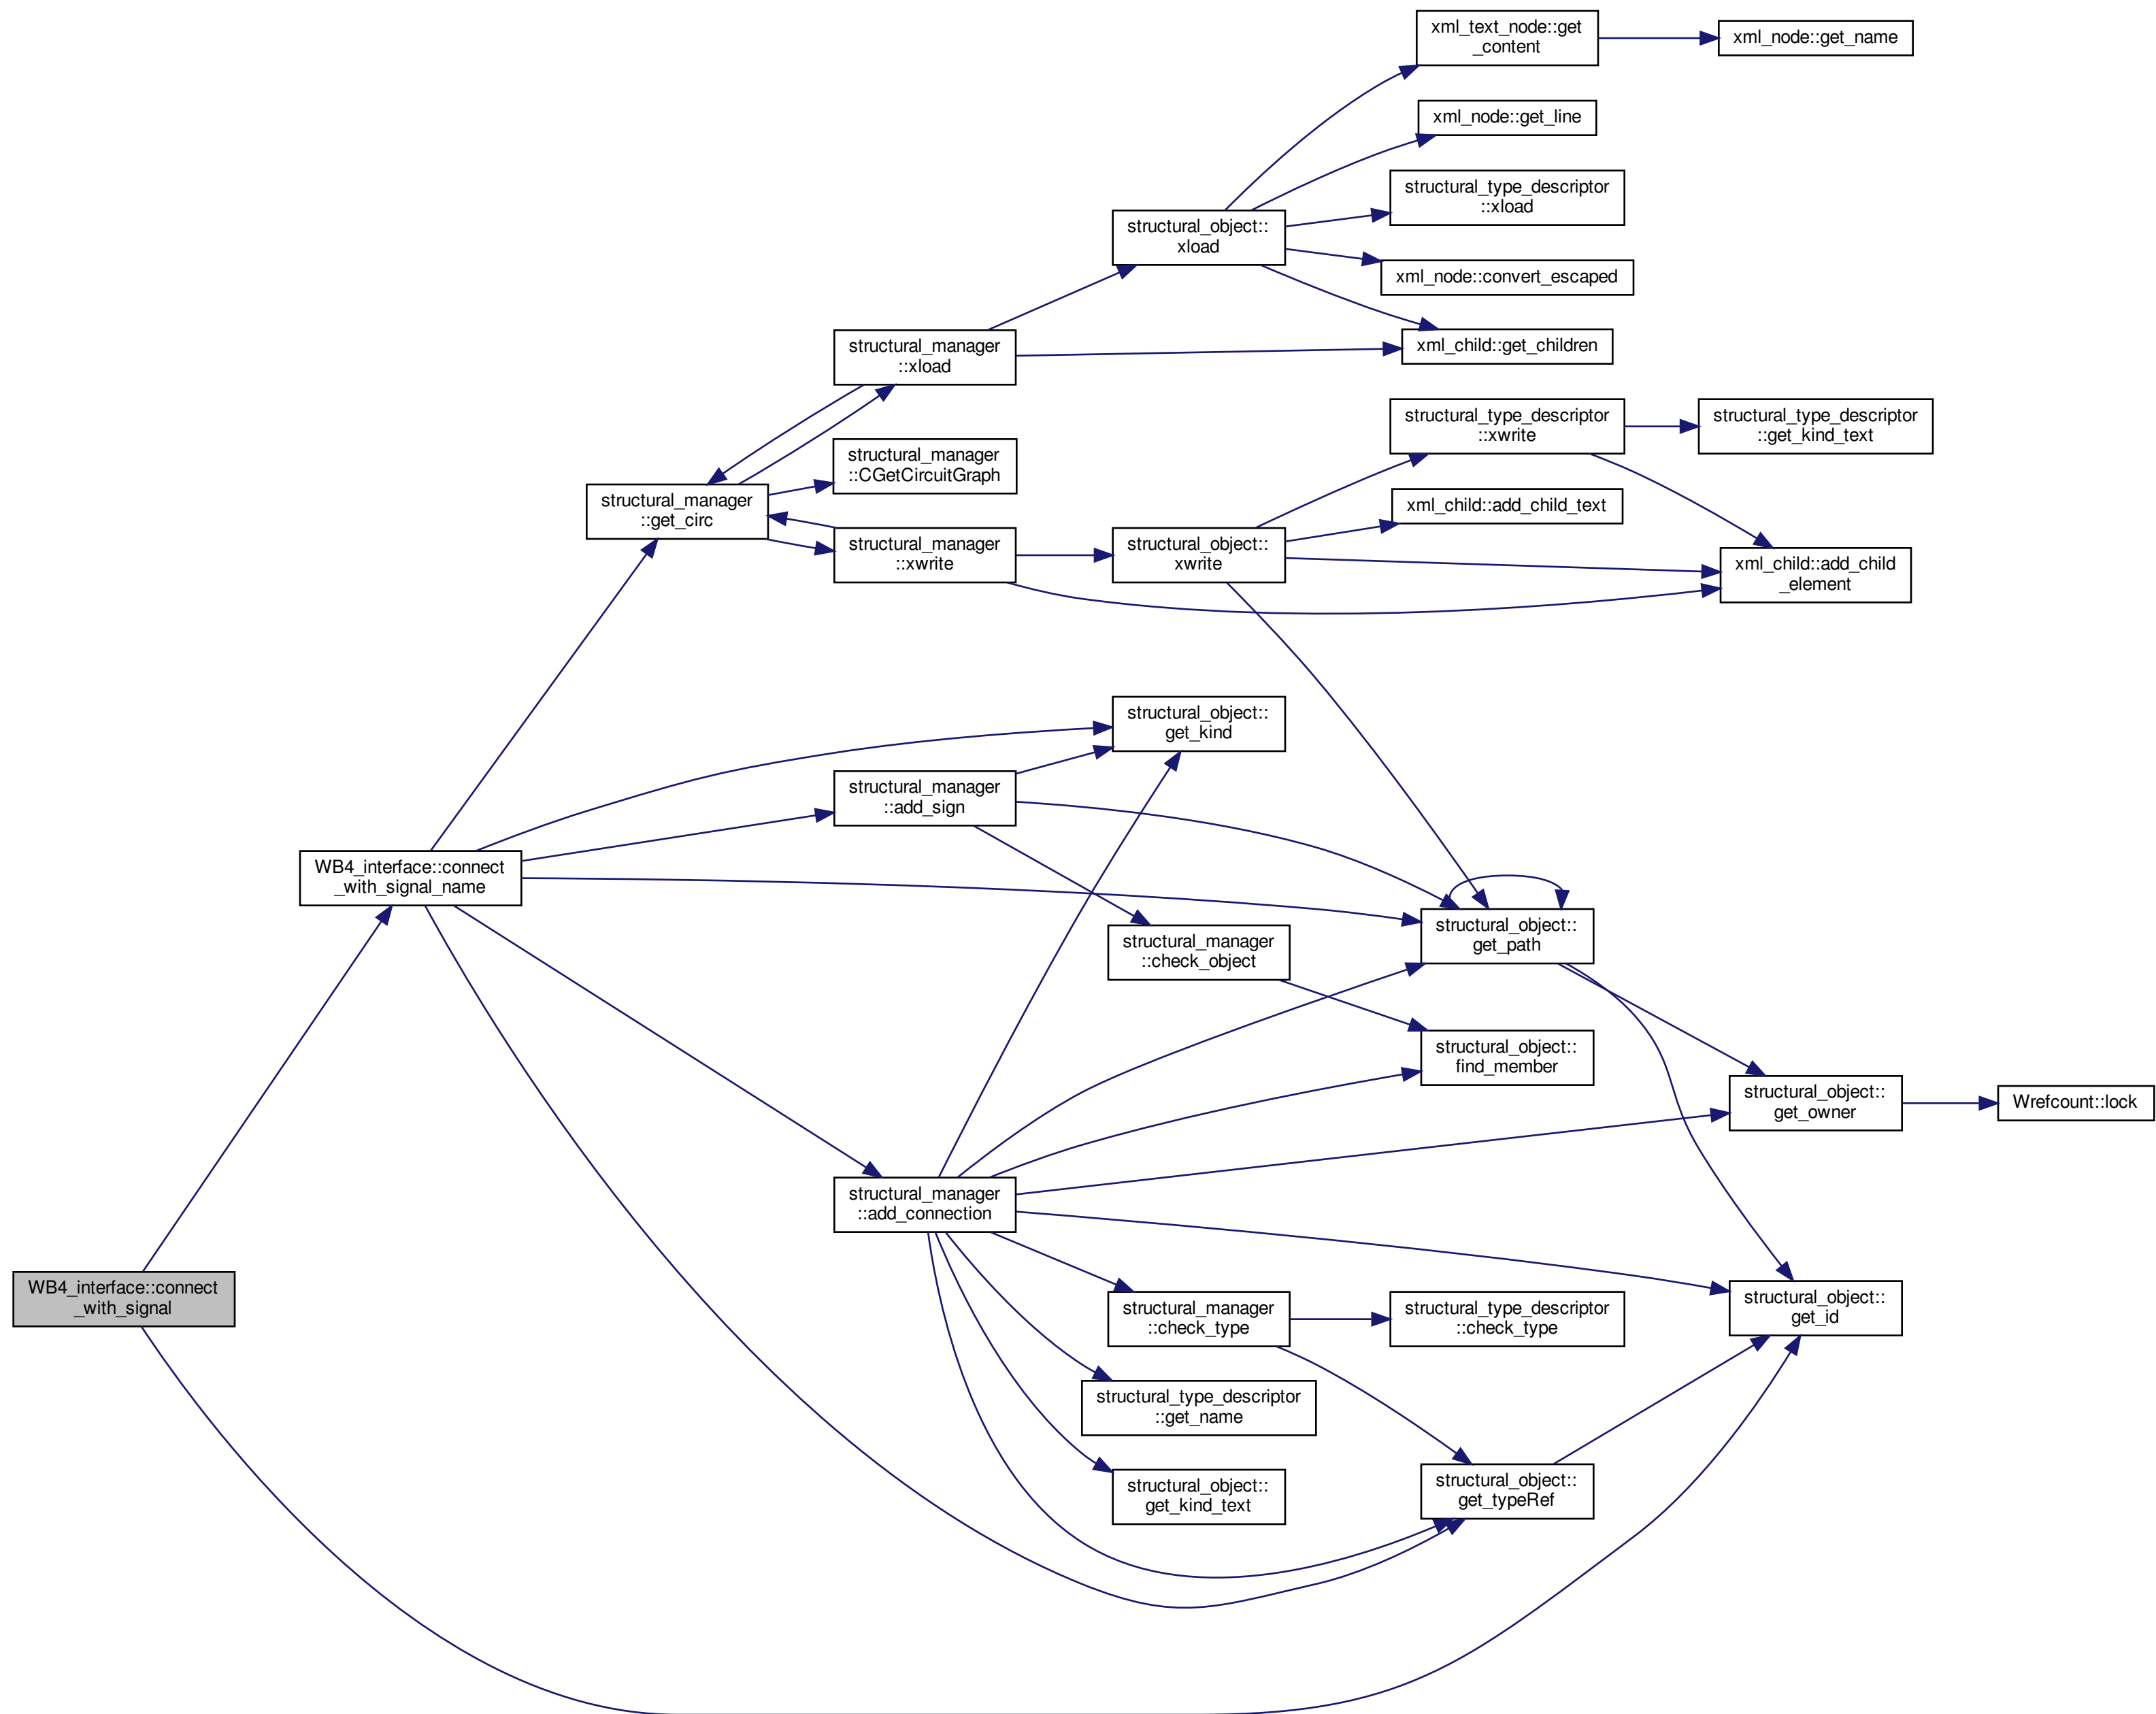 xml_text_node::get
_content
xml_node::get_name
xml_node::get_line
structural_type_descriptor
::xload
structural_object::
xload
xml_node::convert_escaped
xml_child::get_children
structural_manager
::xload
structural_type_descriptor
::xwrite
structural_type_descriptor
::get_kind_text
structural_manager
::CGetCircuitGraph
xml_child::add_child_text
structural_manager
::get_circ
structural_manager
::xwrite
structural_object::
xwrite
xml_child::add_child
_element
structural_object::
get_kind
structural_manager
::add_sign
WB4_interface::connect
_with_signal_name
structural_object::
get_path
structural_manager
::check_object
structural_object::
find_member
structural_object::
get_owner
Wrefcount::lock
structural_manager
::add_connection
WB4_interface::connect
_with_signal
structural_manager
::check_type
structural_type_descriptor
::check_type
structural_object::
get_id
structural_type_descriptor
::get_name
structural_object::
get_kind_text
structural_object::
get_typeRef